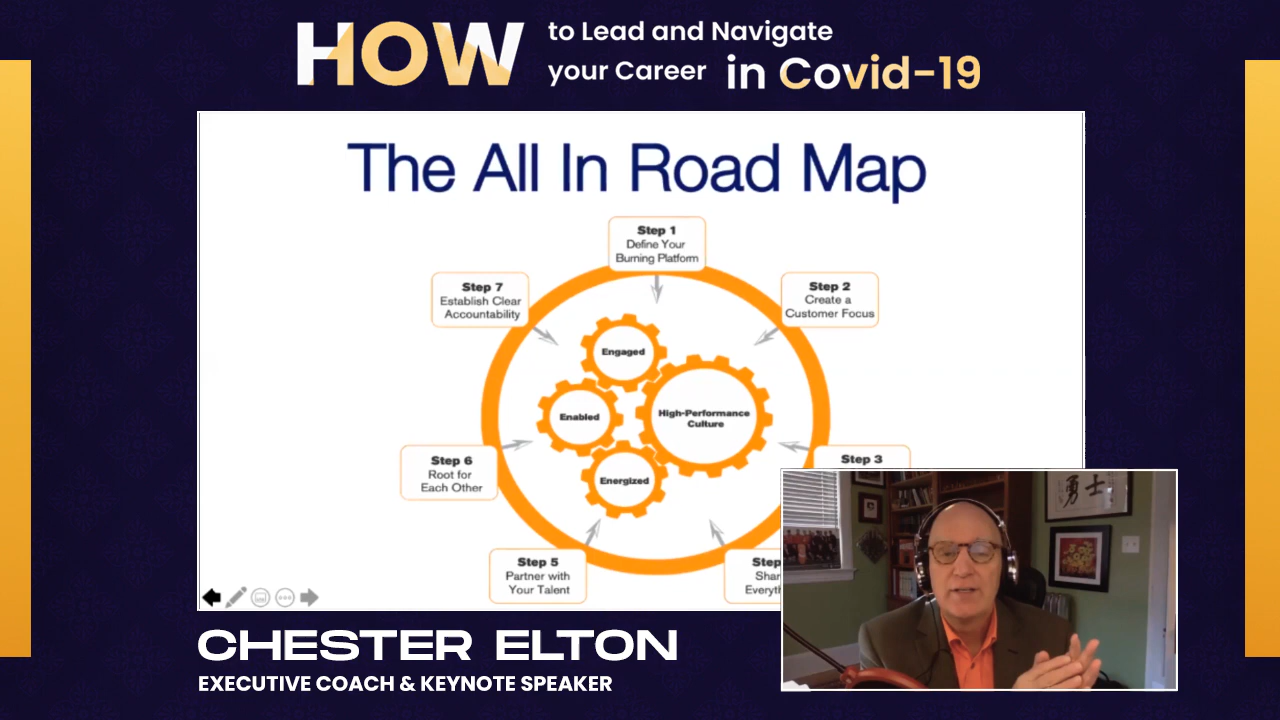 HOW
to Lead and Navigate
your Career in Covid-19
The All In Road Map
Step 1
Define Your
Burning Platform
Step 7
Establish Clear
Accountability
Step 2
Create a
Customer Focus
Engaged
Enabled
High-Performance
Culture
Energized
Step 6
Root for
Each Other
Step 3
Step 5
Partner with
Your Talent
Step
勇士
CHESTER ELTON
EXECUTIVE COACH & KEYNOTE SPEAKER